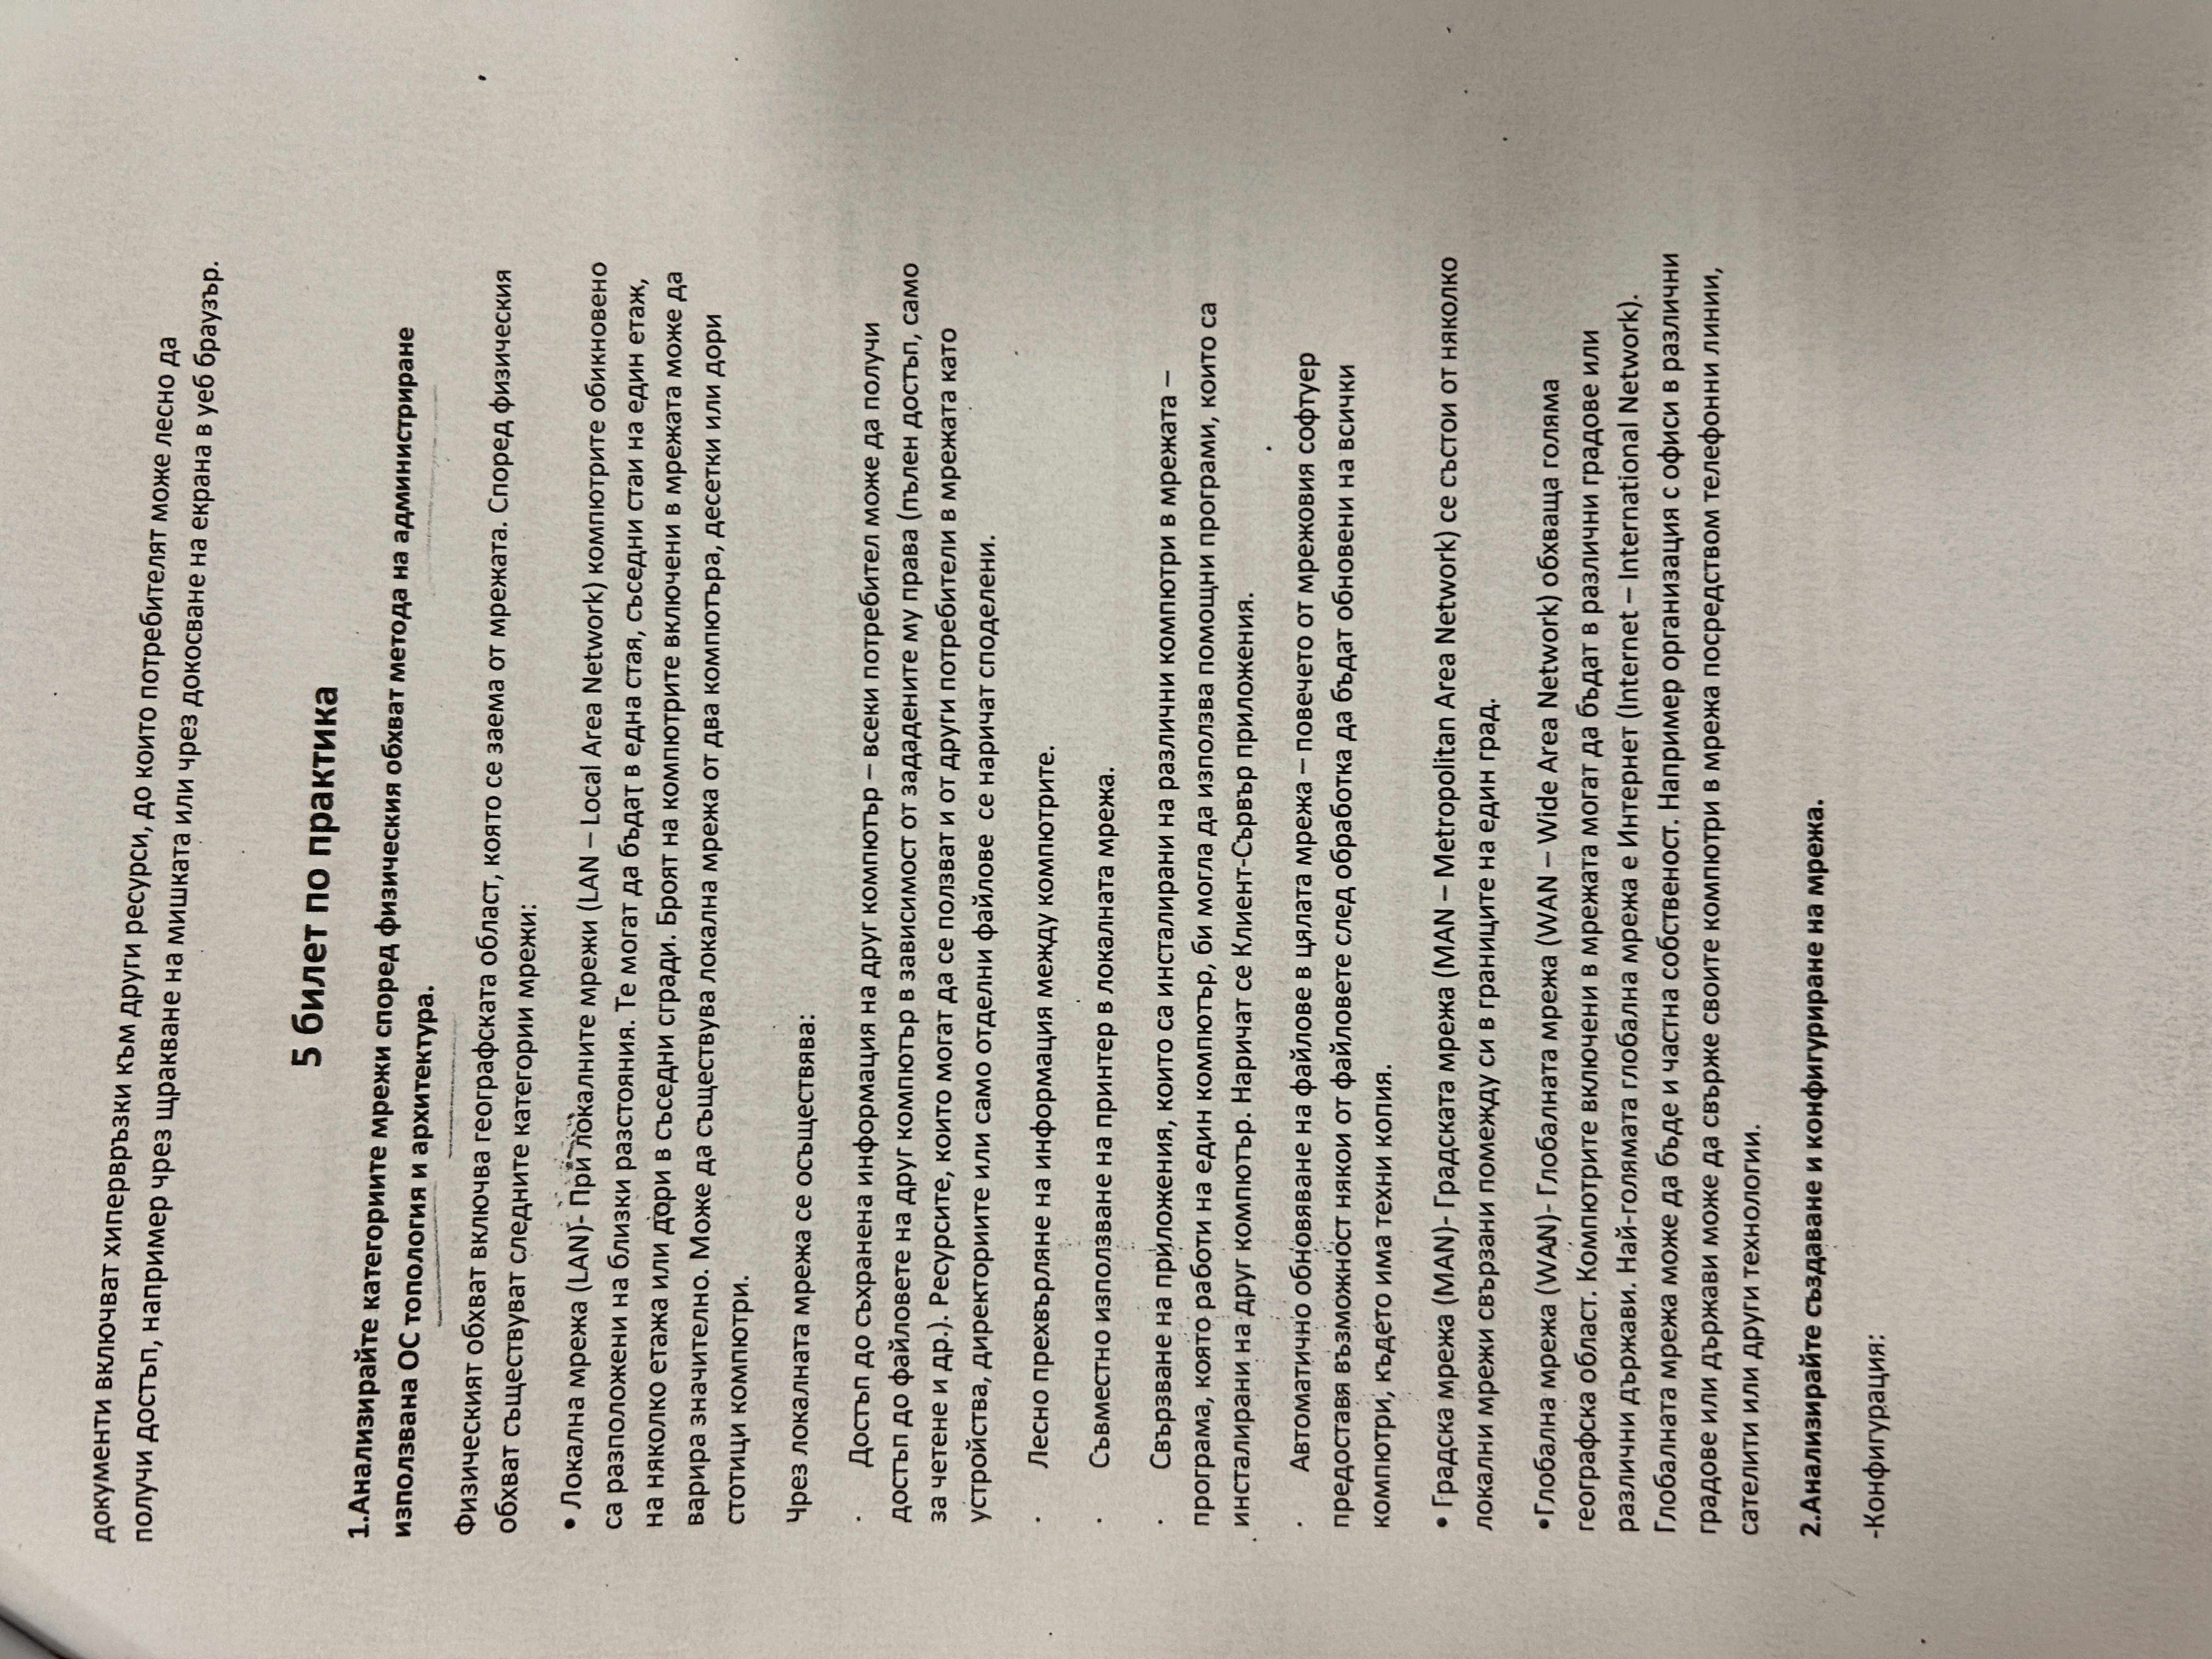 документи включват хипервръзки към други ресурси, до които потребителят може лесно да
получи достъп, например чрез щракване на мишката или чрез докосване на екрана в уеб браузър.
5 билет по практика
1.Анализирайте категориите мрежи според физическия обхват метода на администриране
използвана ОС топология и архитектура.
Физическият обхват включва географската област, която се заема от мрежата. Според физическия
обхват съществуват следните категории мрежи:
• Локална мрежа (LAN)- При локалните мрежи (LAN – Local Area Network) компютрите обикновено
са разположени на близки разстояния. Те могат да бъдат в една стая, съседни стаи на един етаж,
на няколко етажа или дори в съседни сгради. Броят на компютрите включени в мрежата може да
варира значително. Може да съществува локална мрежа от два компютъра, десетки или дори
стотици компютри.
Чрез локалната мрежа се осъществява:
· Достъп до съхранена информация на друг компютър – всеки потребител може да получи
достъп до файловете на друг компютър в зависимост от зададените му права (пълен достъп, само
за четене и др.). Ресурсите, които могат да се ползват и от други потребители в мрежата като
устройства, директориите или само отделни файлове се наричат споделени.
· Лесно прехвърляне на информация между компютрите.
· Съвместно използване на принтер в локалната мрежа.
· Свързване на приложения, които са инсталирани на различни компютри в мрежата –
програма, която работи на един компютър, би могла да използва помощни програми, които са
инсталирани на друг компютър. Наричат се Клиент-Сървър приложения.
· Автоматично обновяване на файлове в цялата мрежа – повечето от мрежовия софтуер
предоставя възможност някои от файловете след обработка да бъдат обновени на всички
компютри, където има техни копия.
• Градска мрежа (MAN)- Градската мрежа (MAN – Metropolitan Area Network) се състои от няколко
локални мрежи свързани помежду си в границите на един град.
•Глобална мрежа (WAN)- Глобалната мрежа (WAN – Wide Area Network) обхваща голяма
географска област. Компютрите включени в мрежата могат да бъдат в различни градове или
различни държави. Най-голямата глобална мрежа е Интернет (Internet – International Network).
Глобалната мрежа може да бъде и частна собственост. Например организация с офиси в различни
градове или държави може да свърже своите компютри в мрежа посредством телефонни линии,
сателити или други технологии.
2.Анализирайте създаване и конфигуриране на мрежа.
-Конфигурация: